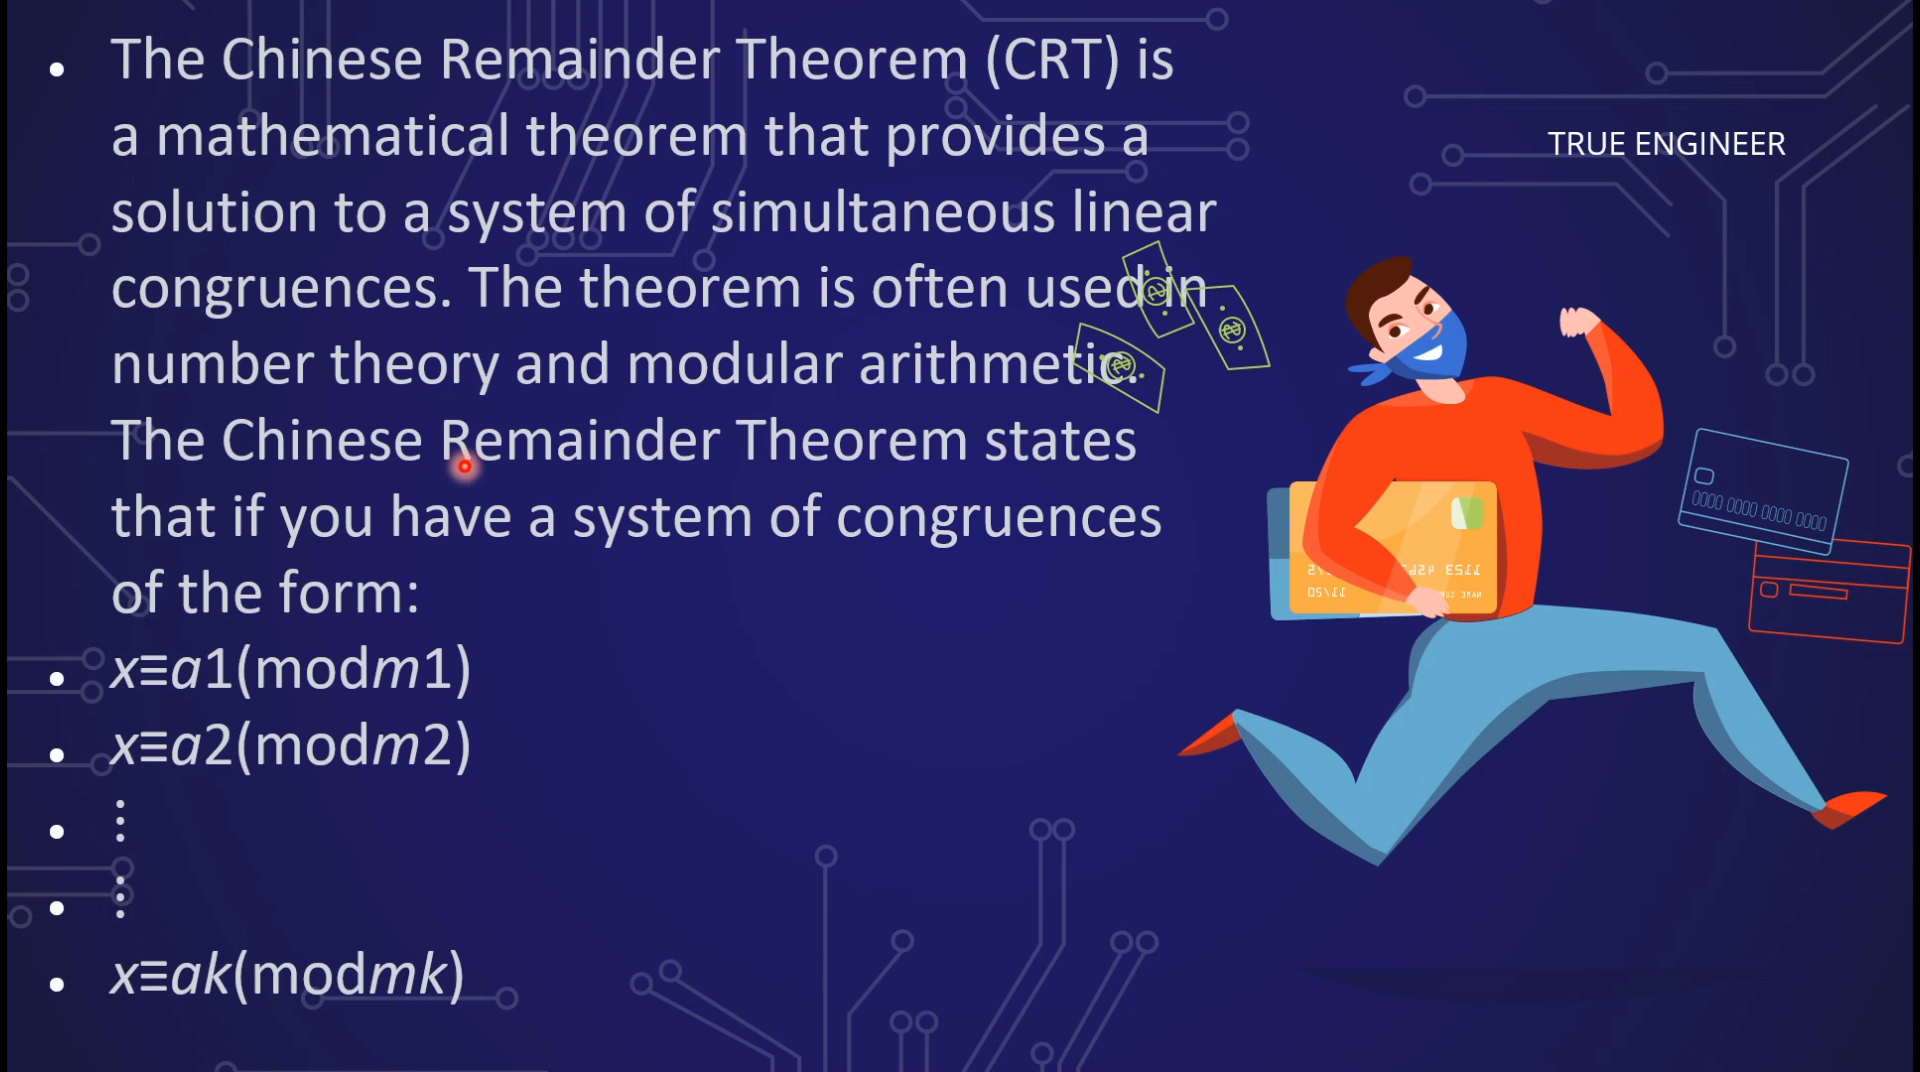 The Chinese Remainder Theorem (CRT) is
a mathematical theorem that provides a
solution to a system of simultaneous linear
congruences. The theorem is often used in
number theory and modular arithmetic.
The Chinese Remainder Theorem states
that if you have a system of congruences
of the form:
x≡a1(modm1)
x≡a2(modm2)
⋮
⋮
x≡ak(modmk)
TRUE ENGINEER
0000 0000 0000 0000